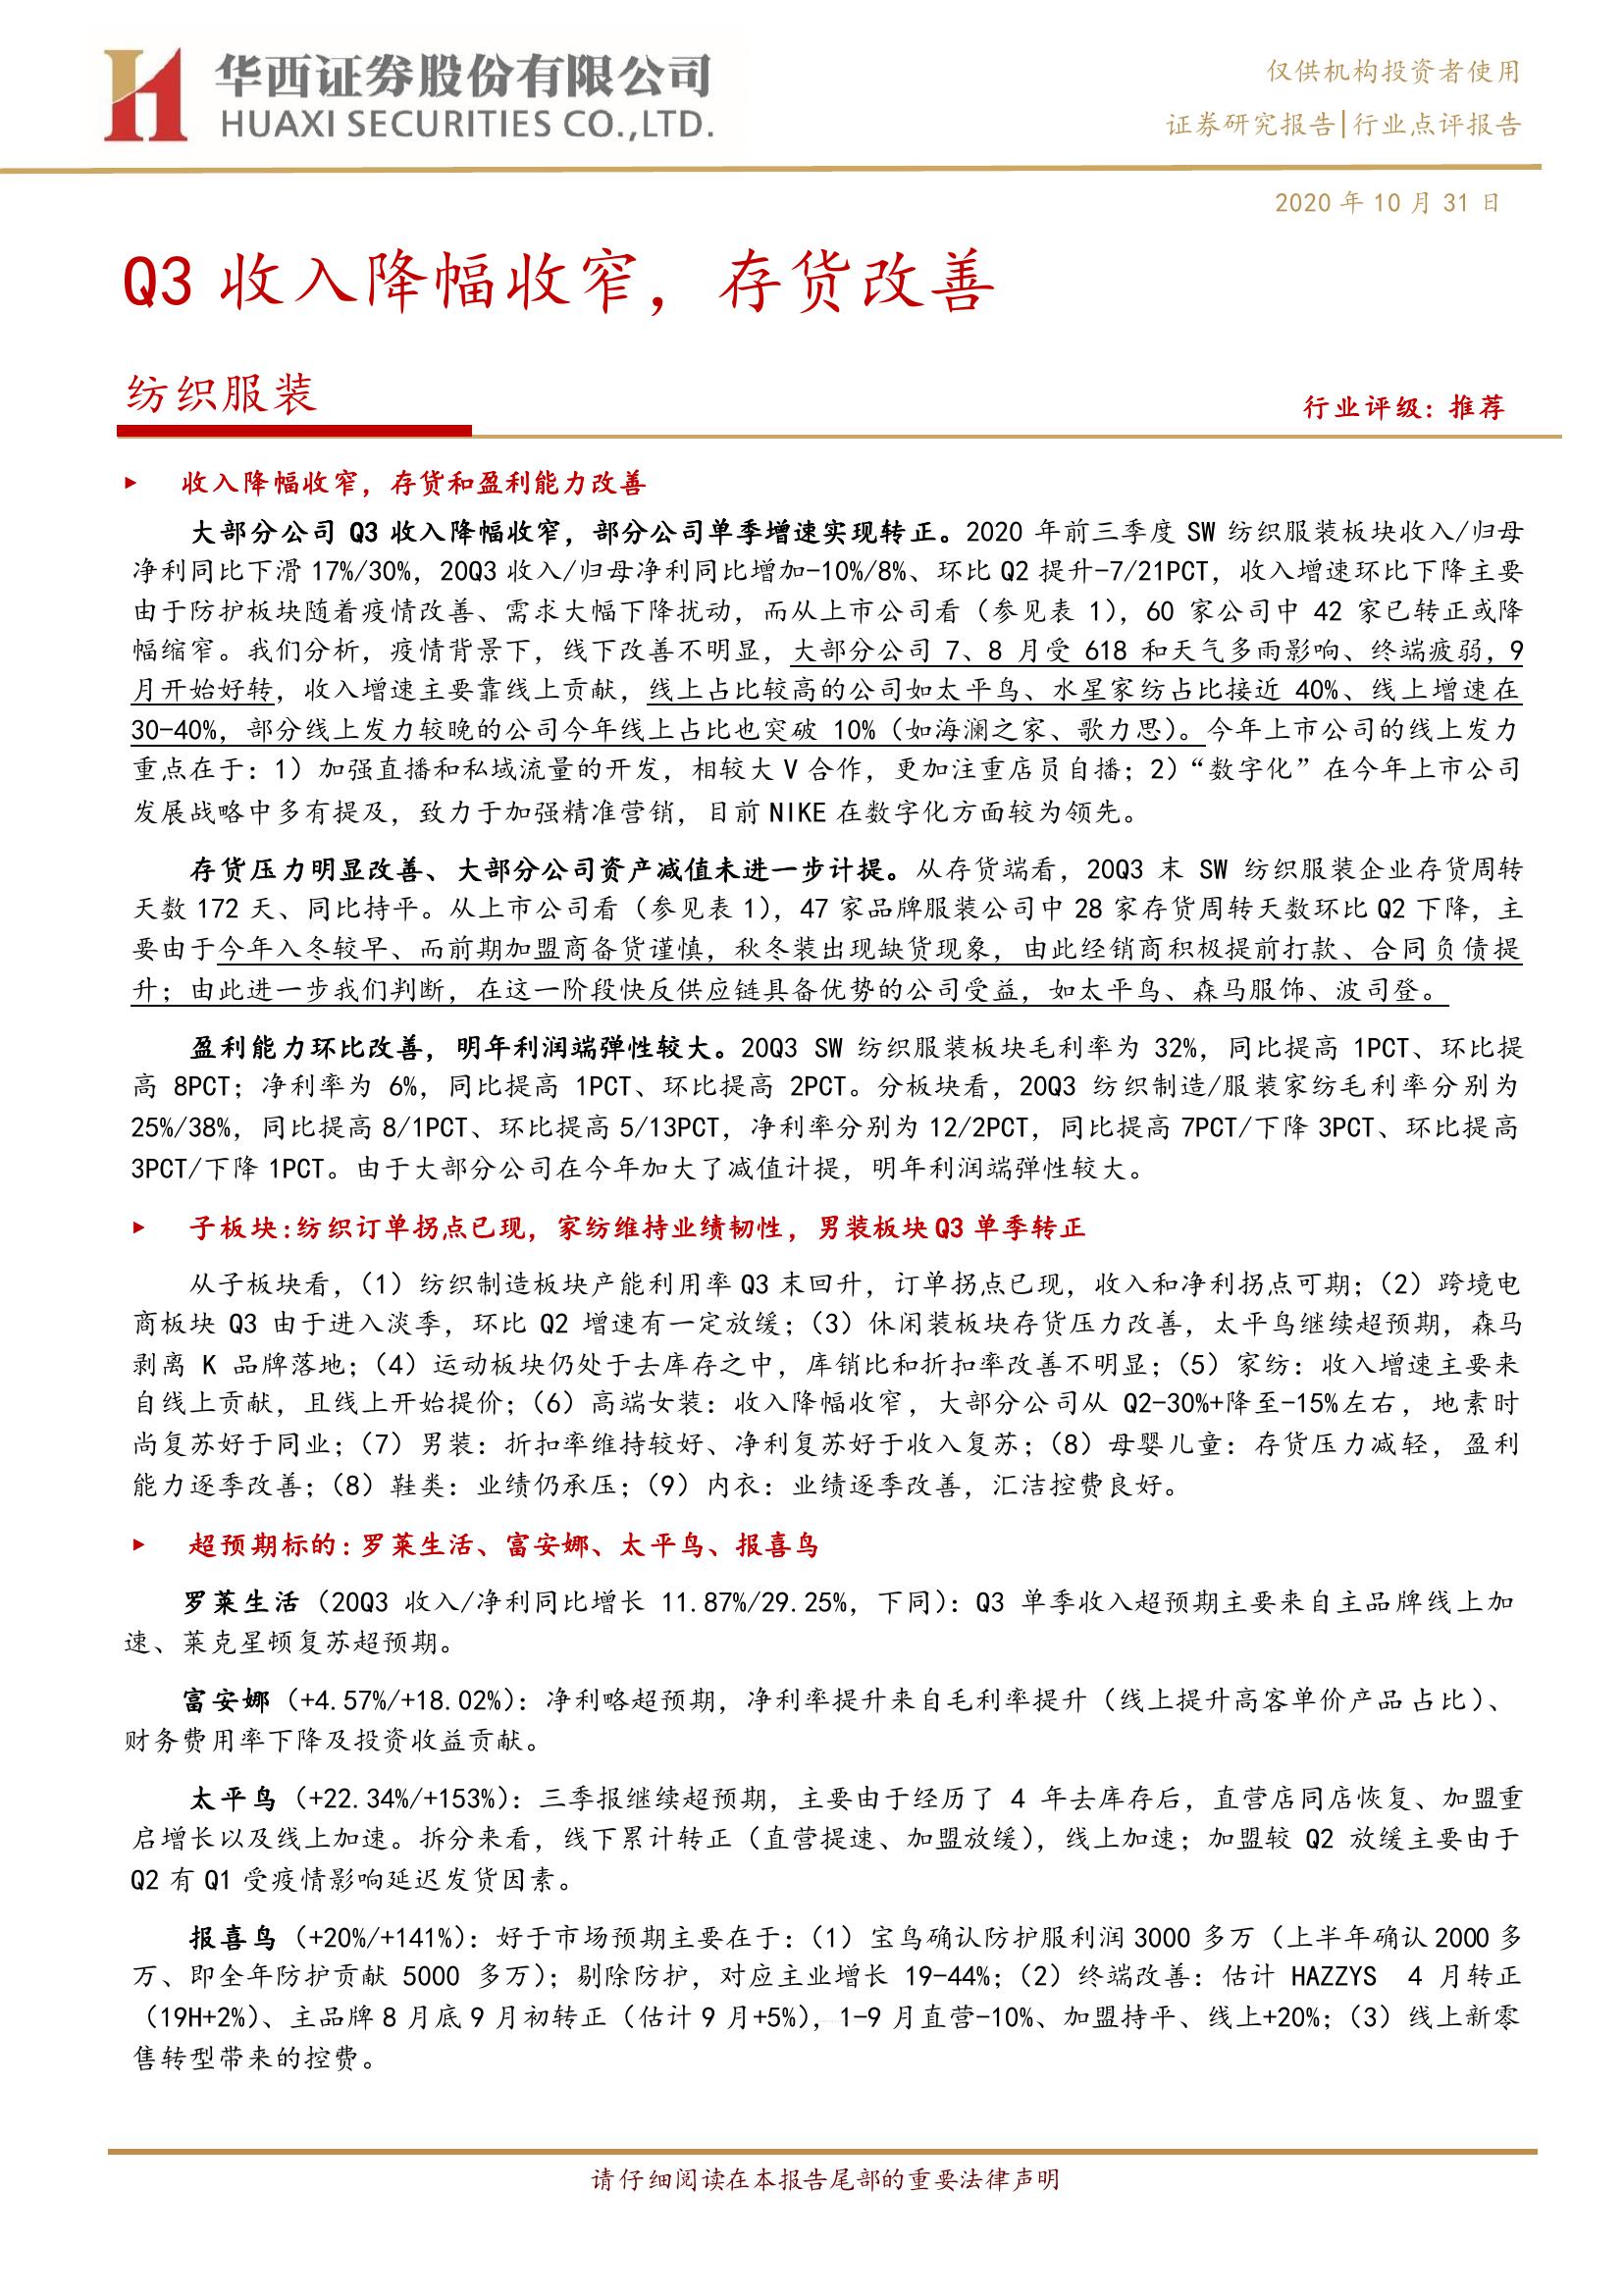 华西证券股份有限公司
HUAXI SECURITIES CO.,LTD.
仅供机构投资者使用
证券研究报告|行业点评报告
2020 年 10 月 31 日
Q3 收入降幅收窄，存货改善
纺织服装
行业评级：推荐
▸ 收入降幅收窄，存货和盈利能力改善
大部分公司 Q3 收入降幅收窄，部分公司单季增速实现转正。2020 年前三季度 SW 纺织服装板块收入/归母
净利同比下滑 17%/30%，20Q3 收入/归母净利同比增加-10%/8%、环比 Q2 提升-7/21PCT，收入增速环比下降主要
由于防护板块随着疫情改善、需求大幅下降扰动，而从上市公司看（参见表 1），60 家公司中 42 家已转正或降
幅缩窄。我们分析，疫情背景下，线下改善不明显，大部分公司 7、8 月受 618 和天气多雨影响、终端疲弱，9
月开始好转，收入增速主要靠线上贡献，线上占比较高的公司如太平鸟、水星家纺占比接近 40%、线上增速在
30-40%，部分线上发力较晚的公司今年线上占比也突破 10%（如海澜之家、歌力思）。今年上市公司的线上发力
重点在于：1）加强直播和私域流量的开发，相较大 V 合作，更加注重店员自播；2）“数字化”在今年上市公司
发展战略中多有提及，致力于加强精准营销，目前 NIKE 在数字化方面较为领先。
存货压力明显改善、大部分公司资产减值未进一步计提。从存货端看，20Q3 末 SW 纺织服装企业存货周转
天数 172 天、同比持平。从上市公司看（参见表 1），47 家品牌服装公司中 28 家存货周转天数环比 Q2 下降，主
要由于今年入冬较早、而前期加盟商备货谨慎，秋冬装出现缺货现象，由此经销商积极提前打款、合同负债提
升；由此进一步我们判断，在这一阶段快反供应链具备优势的公司受益，如太平鸟、森马服饰、波司登。
盈利能力环比改善，明年利润端弹性较大。20Q3 SW 纺织服装板块毛利率为 32%，同比提高 1PCT、环比提
高 8PCT；净利率为 6%，同比提高 1PCT、环比提高 2PCT。分板块看，20Q3 纺织制造/服装家纺毛利率分别为
25%/38%，同比提高 8/1PCT、环比提高 5/13PCT，净利率分别为 12/2PCT，同比提高 7PCT/下降 3PCT、环比提高
3PCT/下降 1PCT。由于大部分公司在今年加大了减值计提，明年利润端弹性较大。
▸ 子板块:纺织订单拐点已现，家纺维持业绩韧性，男装板块 Q3 单季转正
从子板块看，（1）纺织制造板块产能利用率 Q3 末回升，订单拐点已现，收入和净利拐点可期；（2）跨境电
商板块 Q3 由于进入淡季，环比 Q2 增速有一定放缓；（3）休闲装板块存货压力改善，太平鸟继续超预期，森马
剥离 K 品牌落地；（4）运动板块仍处于去库存之中，库销比和折扣率改善不明显；（5）家纺：收入增速主要来
自线上贡献，且线上开始提价；（6）高端女装：收入降幅收窄，大部分公司从 Q2-30%+降至-15%左右，地素时
尚复苏好于同业；（7）男装：折扣率维持较好、净利复苏好于收入复苏；（8）母婴儿童：存货压力减轻，盈利
能力逐季改善；（8）鞋类：业绩仍承压；（9）内衣：业绩逐季改善，汇洁控费良好。
▸ 超预期标的:罗莱生活、富安娜、太平鸟、报喜鸟
罗莱生活（20Q3 收入/净利同比增长 11.87%/29.25%，下同）：Q3 单季收入超预期主要来自主品牌线上加
速、莱克星顿复苏超预期。
富安娜（+4.57%/+18.02%）：净利略超预期，净利率提升来自毛利率提升（线上提升高客单价产品占比）、
财务费用率下降及投资收益贡献。
太平鸟（+22.34%/+153%）：三季报继续超预期，主要由于经历了 4 年去库存后，直营店同店恢复、加盟重
启增长以及线上加速。拆分来看，线下累计转正（直营提速、加盟放缓），线上加速；加盟较 Q2 放缓主要由于
Q2 有 Q1 受疫情影响延迟发货因素。
报喜鸟（+20%/+141%）：好于市场预期主要在于：（1）宝鸟确认防护服利润 3000 多万（上半年确认 2000 多
万、即全年防护贡献 5000 多万）；剔除防护，对应主业增长 19-44%；（2）终端改善：估计 HAZZYS 4 月转正
（19H+2%）、主品牌 8 月底 9 月初转正（估计 9 月+5%），1-9 月直营-10%、加盟持平、线上+20%；（3）线上新零
售转型带来的控费。
请仔细阅读在本报告尾部的重要法律声明